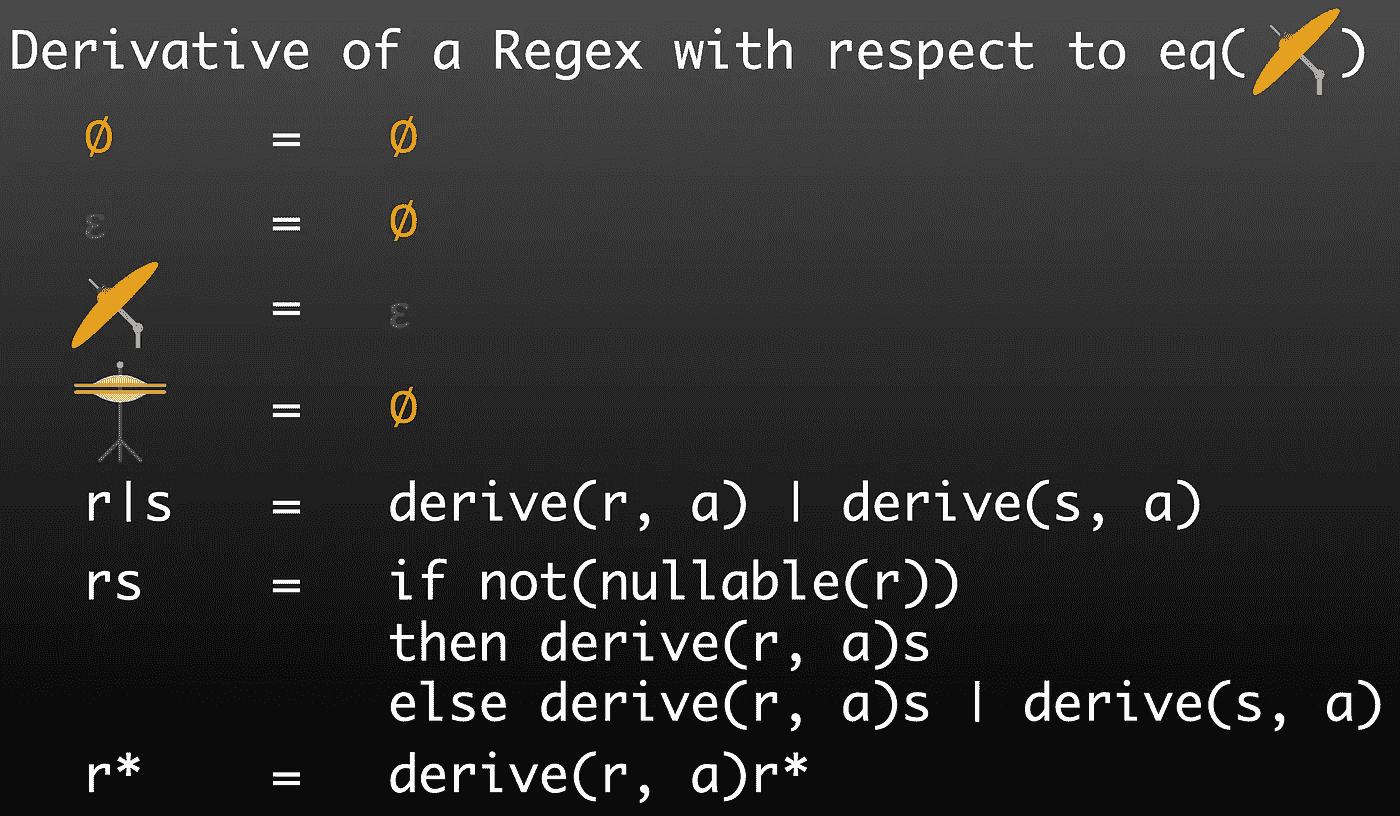 Derivative of a Regex with respect to eq( )
Ø = Ø
ε = Ø
= ε
= Ø
r|s = derive(r, a) | derive(s, a)
rs = if not(nullable(r))
then derive(r, a)s
else derive(r, a)s | derive(s, a)
r* = derive(r, a)r*